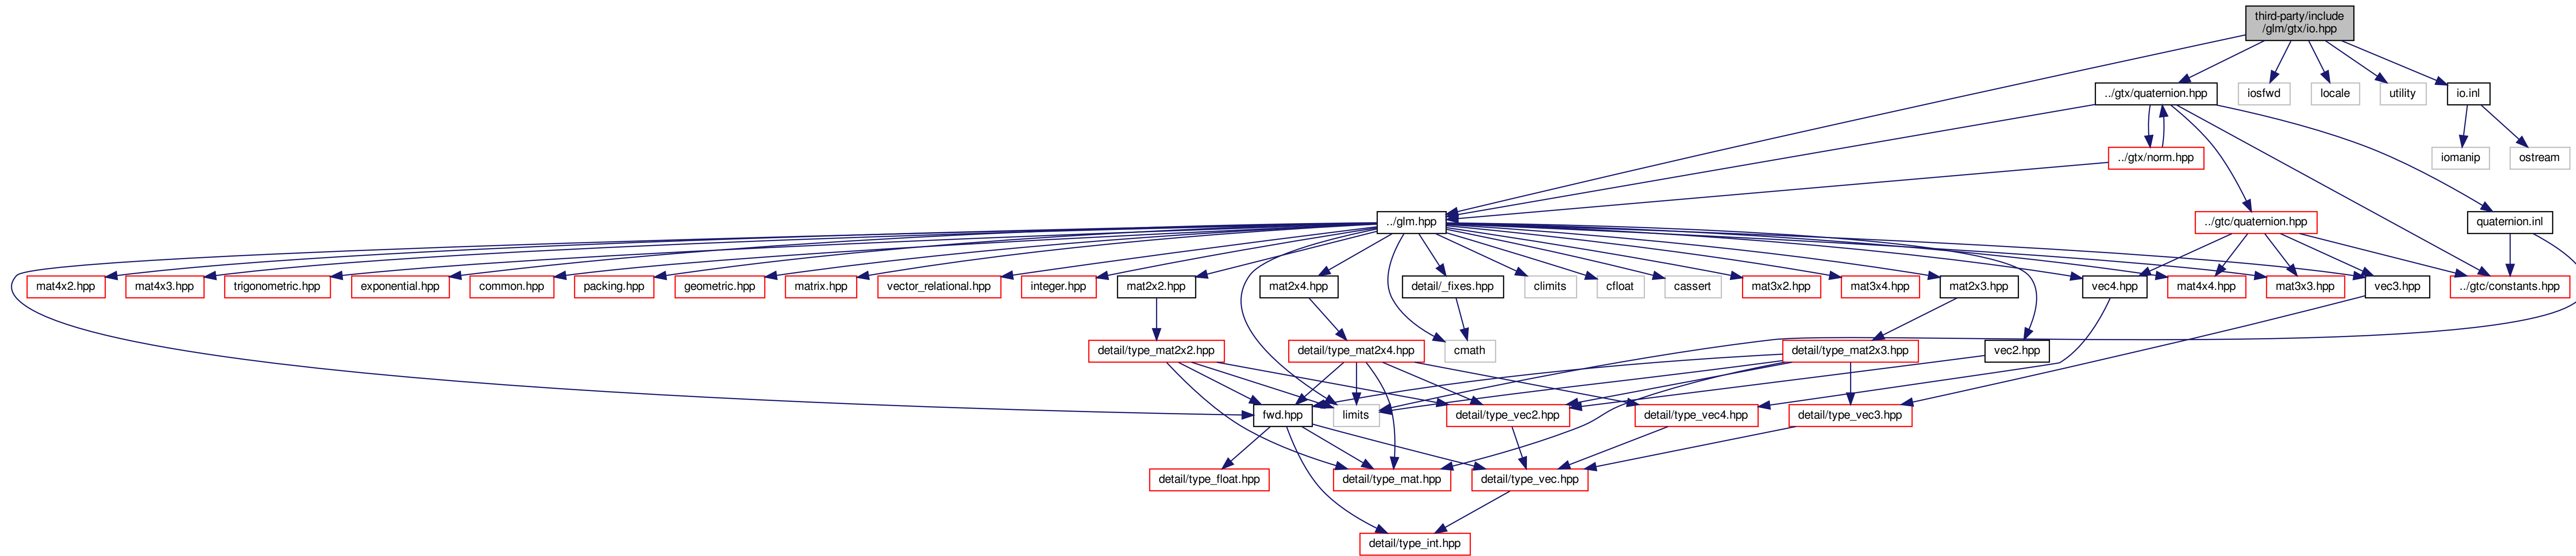 third-party/include
/glm/gtx/io.hpp
../gtx/quaternion.hpp
iosfwd
locale
utility
io.inl
../gtx/norm.hpp
iomanip
ostream
../glm.hpp
../gtc/quaternion.hpp
quaternion.inl
mat4x2.hpp
mat4x3.hpp
trigonometric.hpp
exponential.hpp
common.hpp
packing.hpp
geometric.hpp
matrix.hpp
vector_relational.hpp
integer.hpp
mat2x2.hpp
mat2x4.hpp
detail/_fixes.hpp
climits
cfloat
cassert
mat3x2.hpp
mat3x4.hpp
mat2x3.hpp
vec4.hpp
mat4x4.hpp
mat3x3.hpp
vec3.hpp
../gtc/constants.hpp
detail/type_mat2x2.hpp
detail/type_mat2x4.hpp
cmath
detail/type_mat2x3.hpp
vec2.hpp
fwd.hpp
limits
detail/type_vec2.hpp
detail/type_vec4.hpp
detail/type_vec3.hpp
detail/type_float.hpp
detail/type_mat.hpp
detail/type_vec.hpp
detail/type_int.hpp